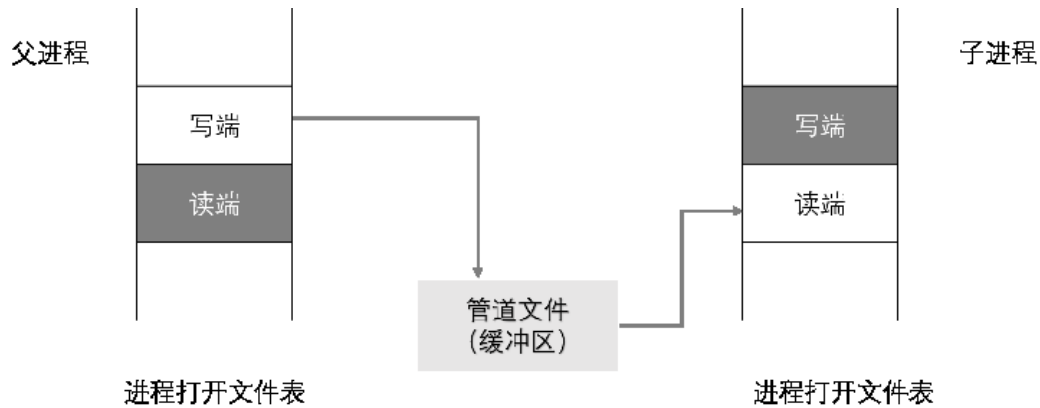 父进程
子进程
写端
读端
写端
读端
管道文件
（缓冲区）
进程打开文件表
进程打开文件表